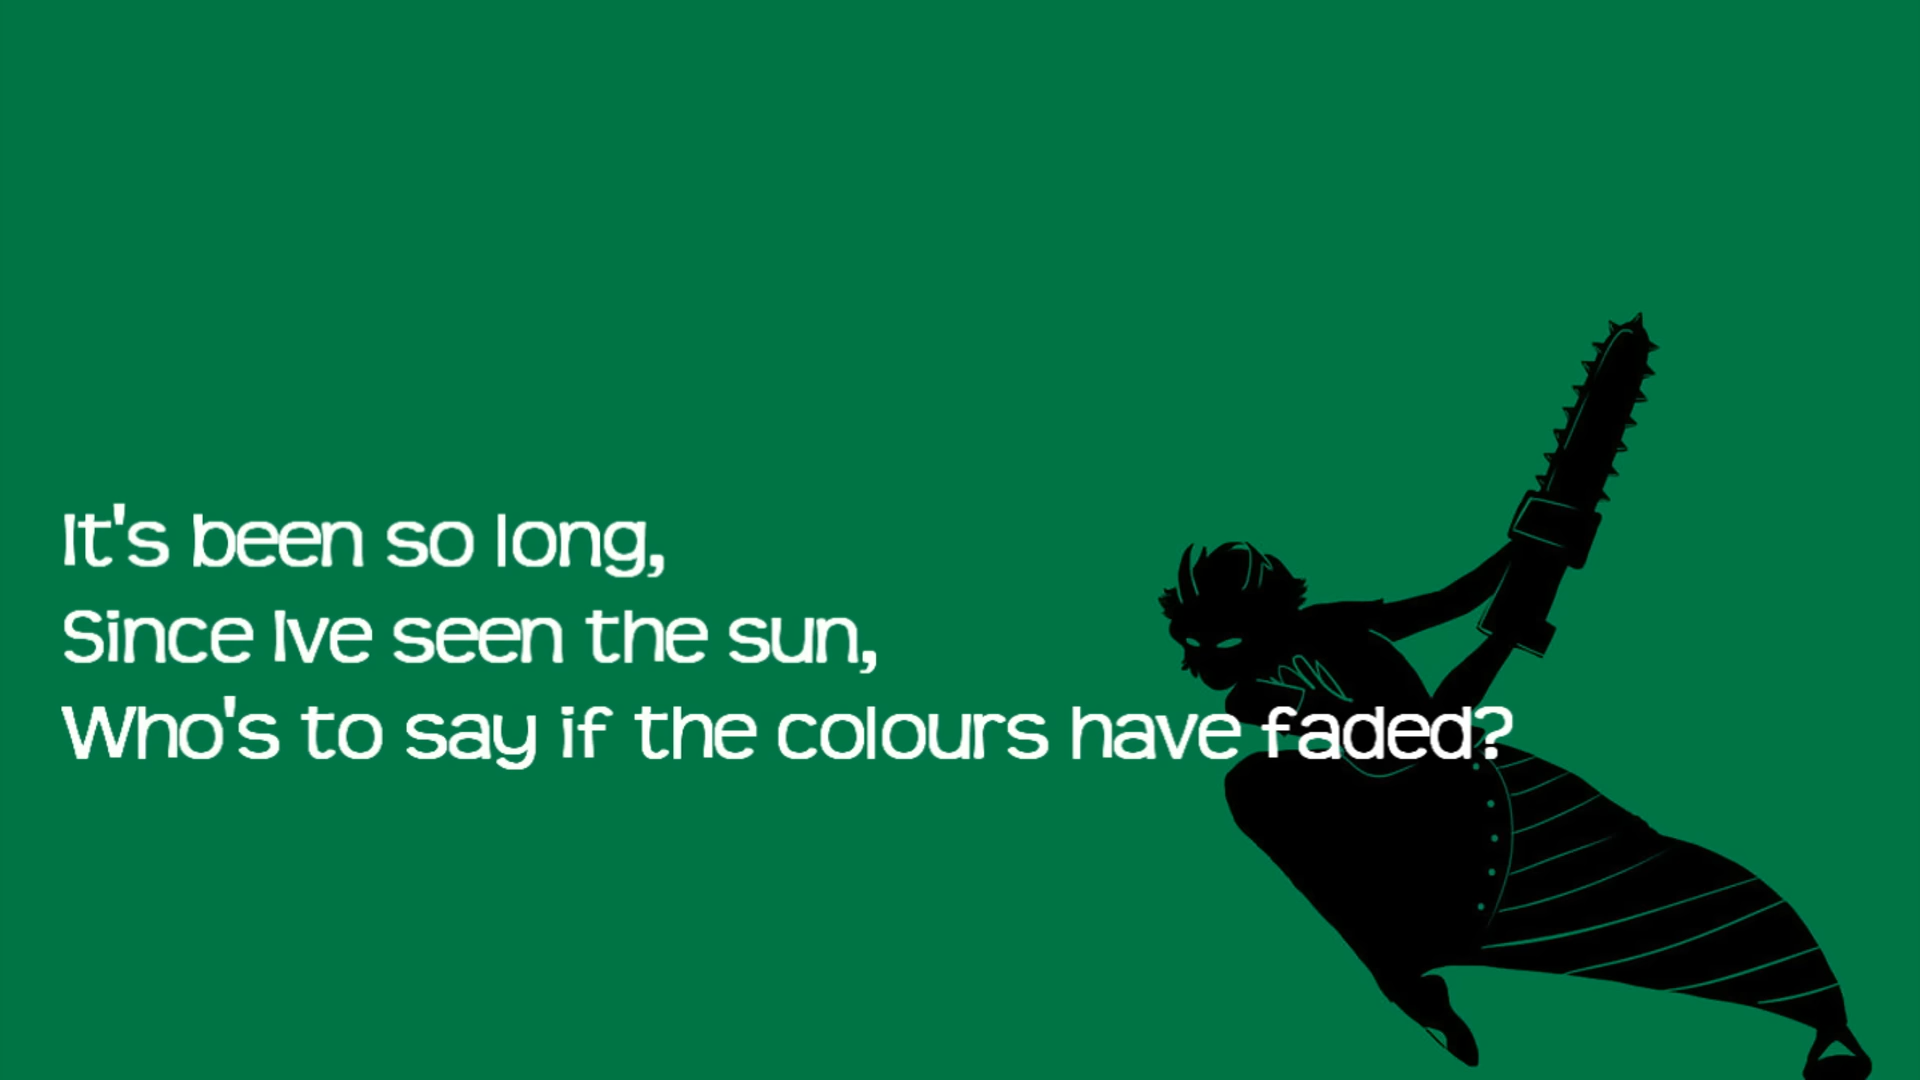 It's been so long,
Since Ive seen the sun,
Who's to say if the colours have faded?